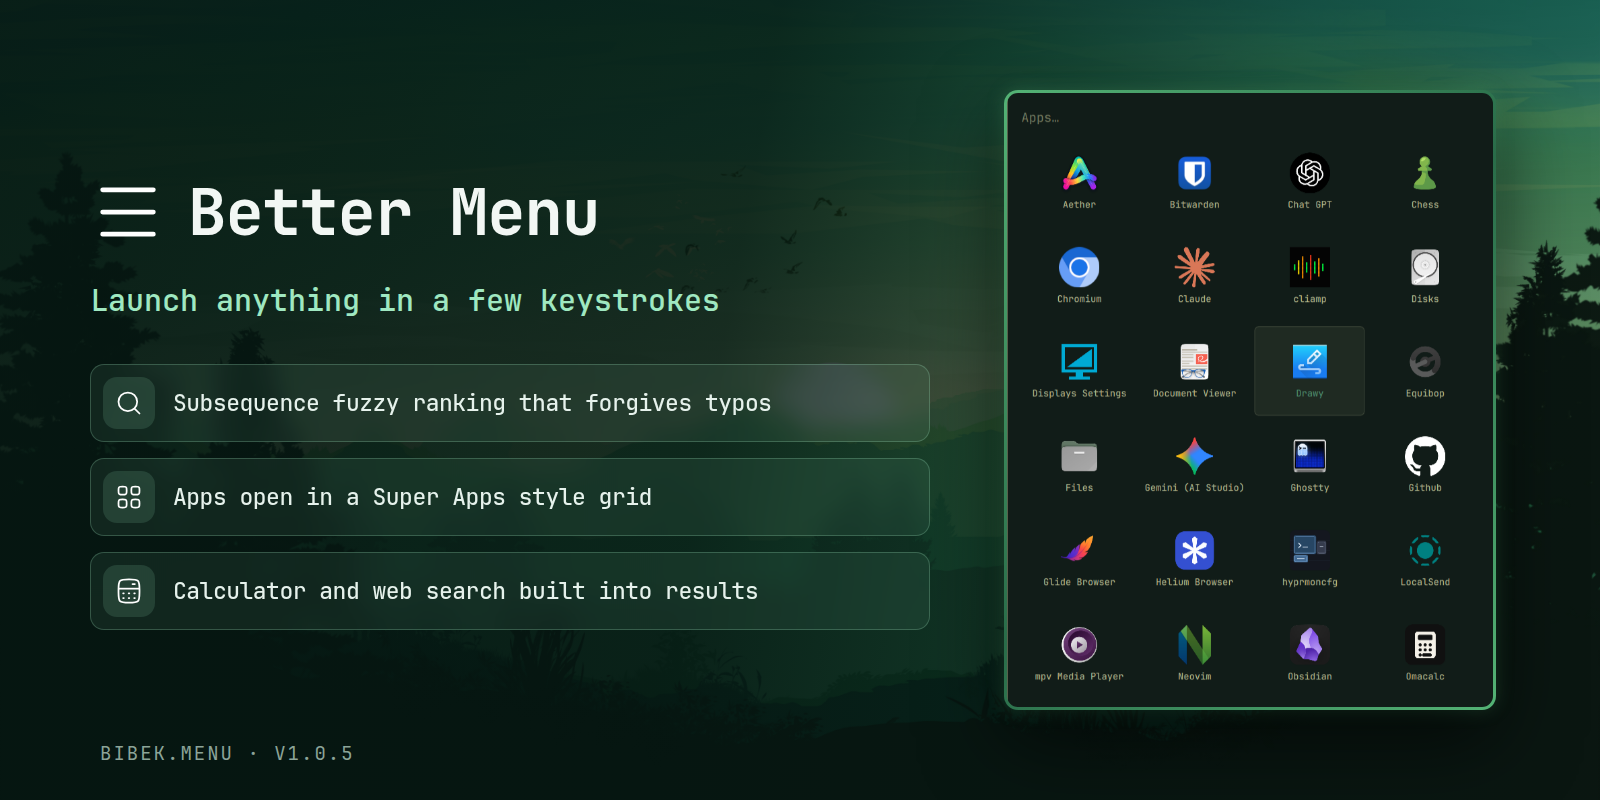 Better Menu
Launch anything in a few keystrokes
Subsequence fuzzy ranking that forgives typos
Apps open in a Super Apps style grid
Calculator and web search built into results
BIBEK.MENU · V1.0.5
Apps…
Aether
Bitwarden
Chat GPT
Chess
Chromium
Claude
cliamp
Disks
Displays Settings
Document Viewer
Drawy
Equibop
Files
Gemini (AI Studio)
Ghostty
Github
Glide Browser
Helium Browser
hyprmoncfg
LocalSend
mpv Media Player
Neovim
Obsidian
Omacalc